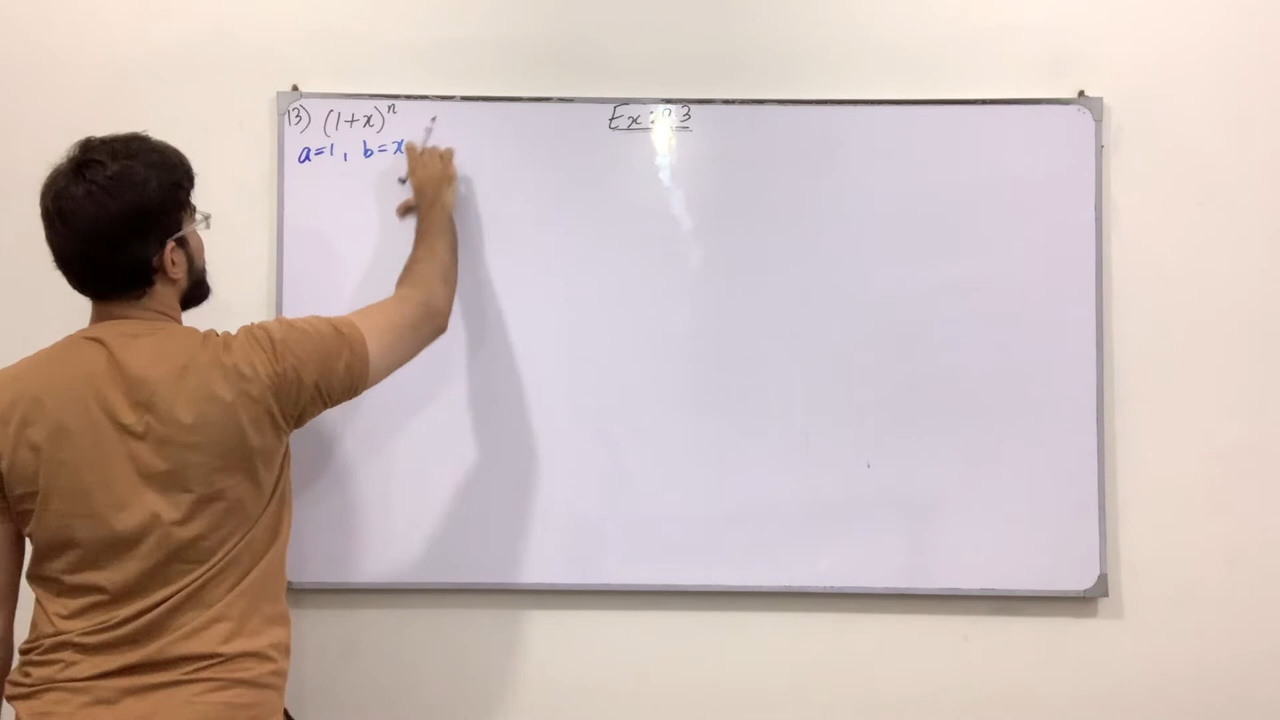 13) (1+x)^n
Ex
a=1, b=x